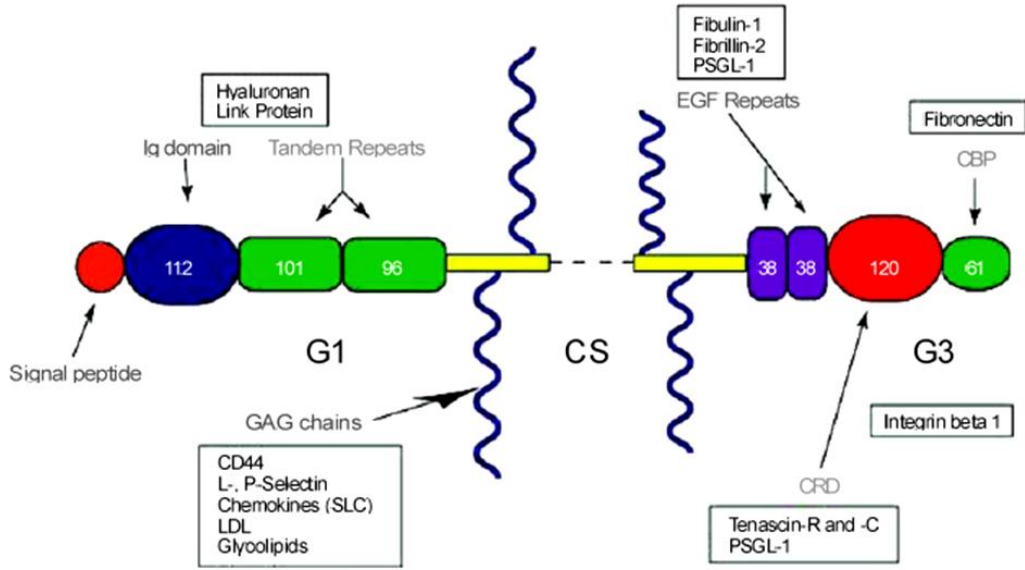 Fibulin-1
Fibrillin-2
PSGL-1
EGF Repeats
Hyaluronan
Link Protein
Fibronectin
Ig domain
Tandem Repeats
CBP
112
101
96
38
38
120
61
G1
CS
G3
Signal peptide
GAG chains
Integrin beta 1
CD44
L-, P-Selectin
Chemokines (SLC)
LDL
Glyoolipids
CRD
Tenascin-R and -C
PSGL-1